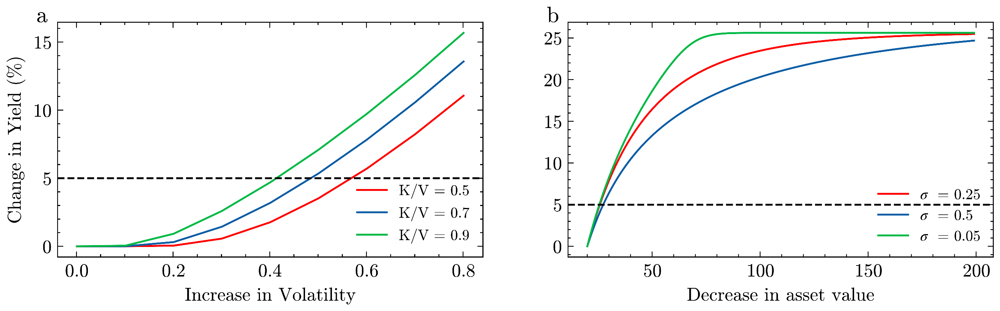 a
Change in Yield (%)
15
10
5
0
K/V = 0.5
K/V = 0.7
K/V = 0.9
0.0 0.2 0.4 0.6 0.8
Increase in Volatility
b
25
20
15
10
5
0
σ = 0.25
σ = 0.5
σ = 0.05
50 100 150 200
Decrease in asset value